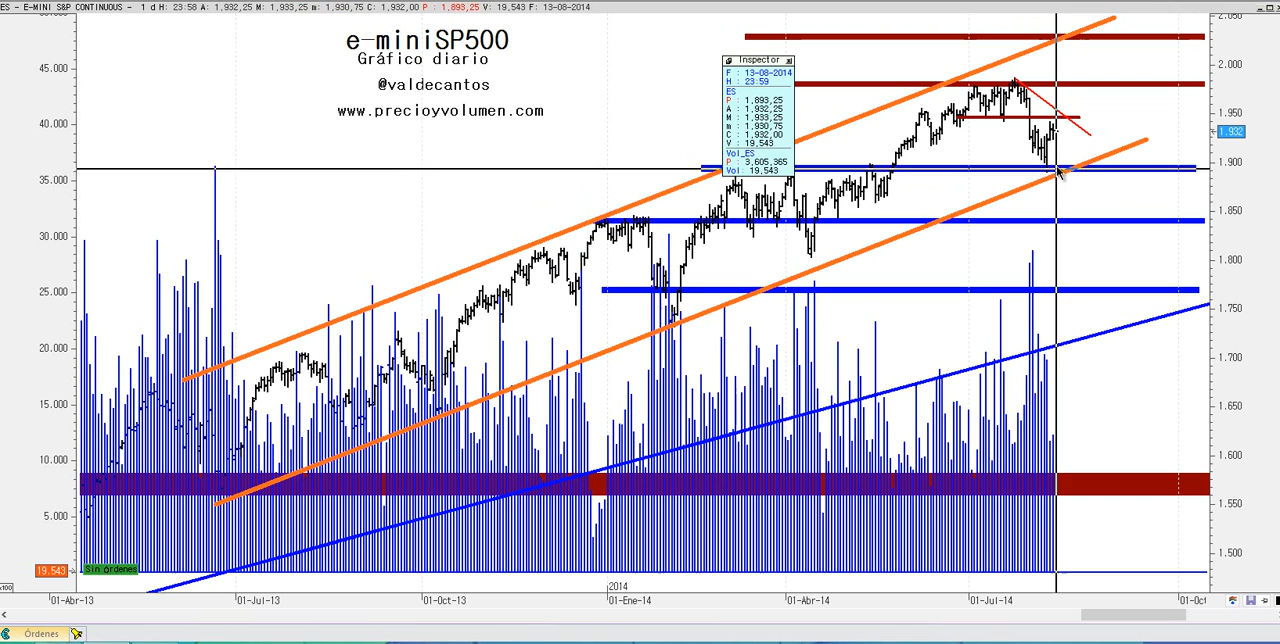 ES - E-MINI S&P CONTINUOUS - 1 d H: 23:58 A: 1,932,25 M: 1,933,25 m: 1,930,75 C: 1,932,00 P : 1,893,25 V: 19,543 F: 13-08-2014
e-miniSP500
Gráfico diario
@valdecantos
www.precioyvolumen.com
Inspector
F : 13-08-2014
H : 23:59
ES
P : 1,893,25
A : 1,932,25
M : 1,933,25
m : 1,930,75
C : 1,932,00
V : 19,543
Vol_ES
P : 3,605,365
Vol: 19,543
45.000
40.000
35.000
30.000
25.000
20.000
15.000
10.000
5.000
19.543
Sin órdenes
2.050
2.000
1.950
1.932
1.900
1.850
1.800
1.750
1.700
1.650
1.600
1.550
1.500
2014
x100
01-Abr-13
01-Jul-13
01-Oct-13
01-Ene-14
01-Abr-14
01-Jul-14
01-Oct
Órdenes